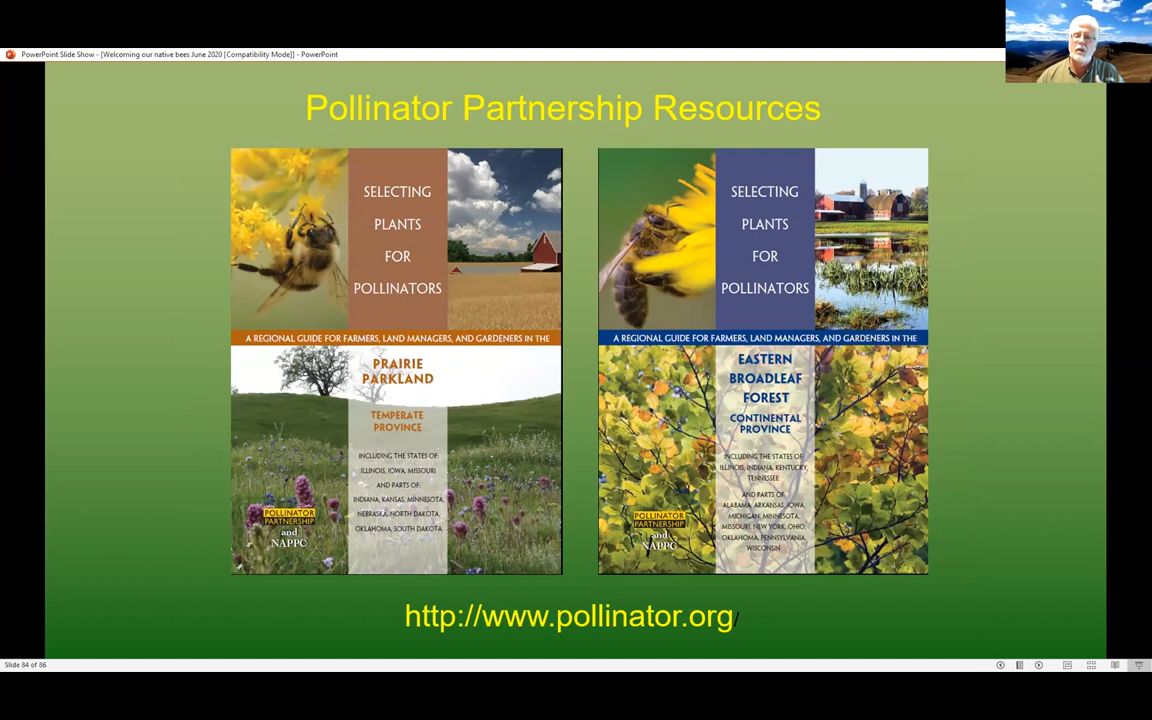 PowerPoint Slide Show - [Welcoming our native bees June 2020 [Compatibility Mode]] - PowerPoint
Pollinator Partnership Resources
SELECTING
PLANTS
FOR
POLLINATORS
A REGIONAL GUIDE FOR FARMERS, LAND MANAGERS, AND GARDENERS IN THE
PRAIRIE
PARKLAND
TEMPERATE
PROVINCE
INCLUDING THE STATES OF:
ILLINOIS, IOWA, MISSOURI
AND PARTS OF:
INDIANA, KANSAS, MINNESOTA,
NEBRASKA, NORTH DAKOTA,
OKLAHOMA, SOUTH DAKOTA
POLLINATOR
PARTNERSHIP
and
NAPPC
SELECTING
PLANTS
FOR
POLLINATORS
A REGIONAL GUIDE FOR FARMERS, LAND MANAGERS, AND GARDENERS IN THE
EASTERN
BROADLEAF
FOREST
CONTINENTAL
PROVINCE
INCLUDING THE STATES OF:
ILLINOIS, INDIANA, KENTUCKY,
TENNESSEE
AND PARTS OF:
ALABAMA, ARKANSAS, IOWA,
MICHIGAN, MINNESOTA,
MISSOURI, NEW YORK, OHIO,
OKLAHOMA, PENNSYLVANIA,
WISCONSIN
POLLINATOR
PARTNERSHIP
and
NAPPC
http://www.pollinator.org/
Slide 84 of 86